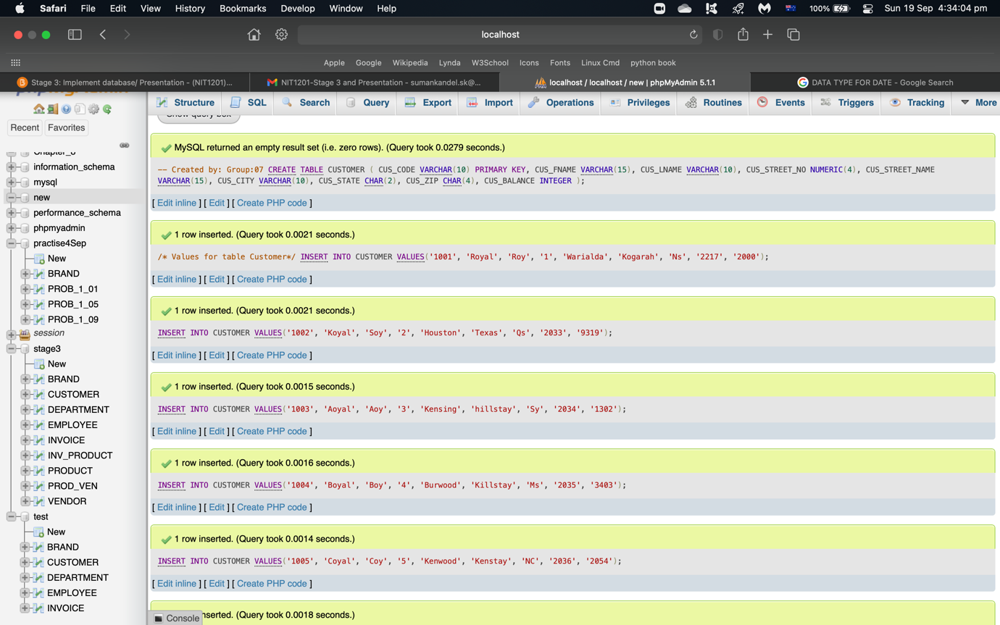 Safari File Edit View History Bookmarks Develop Window Help 100% Sun 19 Sep 4:34:04 pm
localhost
Apple Google Wikipedia Lynda W3School Icons Fonts Linux Cmd python book
Stage 3: Implement database/ Presentation - (NIT1201)... NIT1201-Stage 3 and Presentation - sumankandel.sk@... localhost / localhost / new | phpMyAdmin 5.1.1 DATA TYPE FOR DATE - Google Search
Recent Favorites
Chapter_8
information_schema
mysql
new
performance_schema
phpmyadmin
practise4Sep
New
BRAND
PROB_1_01
PROB_1_05
PROB_1_09
session
stage3
New
BRAND
CUSTOMER
DEPARTMENT
EMPLOYEE
INVOICE
INV_PRODUCT
PRODUCT
PROD_VEN
VENDOR
test
New
BRAND
CUSTOMER
DEPARTMENT
EMPLOYEE
INVOICE
Structure SQL Search Query Export Import Operations Privileges Routines Events Triggers Tracking More
Show query box
MySQL returned an empty result set (i.e. zero rows). (Query took 0.0279 seconds.)
-- Created by: Group:07 CREATE TABLE CUSTOMER ( CUS_CODE VARCHAR(10) PRIMARY KEY, CUS_FNAME VARCHAR(15), CUS_LNAME VARCHAR(10), CUS_STREET_NO NUMERIC(4), CUS_STREET_NAME
VARCHAR(15), CUS_CITY VARCHAR(10), CUS_STATE CHAR(2), CUS_ZIP CHAR(4), CUS_BALANCE INTEGER );
[ Edit inline ] [ Edit ] [ Create PHP code ]
1 row inserted. (Query took 0.0021 seconds.)
/* Values for table Customer*/ INSERT INTO CUSTOMER VALUES('1001', 'Royal', 'Roy', '1', 'Warialda', 'Kogarah', 'Ns', '2217', '2000');
[ Edit inline ] [ Edit ] [ Create PHP code ]
1 row inserted. (Query took 0.0021 seconds.)
INSERT INTO CUSTOMER VALUES('1002', 'Koyal', 'Soy', '2', 'Houston', 'Texas', 'Qs', '2033', '9319');
[ Edit inline ] [ Edit ] [ Create PHP code ]
1 row inserted. (Query took 0.0015 seconds.)
INSERT INTO CUSTOMER VALUES('1003', 'Aoyal', 'Aoy', '3', 'Kensing', 'hillstay', 'Sy', '2034', '1302');
[ Edit inline ] [ Edit ] [ Create PHP code ]
1 row inserted. (Query took 0.0016 seconds.)
INSERT INTO CUSTOMER VALUES('1004', 'Boyal', 'Boy', '4', 'Burwood', 'Killstay', 'Ms', '2035', '3403');
[ Edit inline ] [ Edit ] [ Create PHP code ]
1 row inserted. (Query took 0.0014 seconds.)
INSERT INTO CUSTOMER VALUES('1005', 'Coyal', 'Coy', '5', 'Kenwood', 'Kenstay', 'NC', '2036', '2054');
[ Edit inline ] [ Edit ] [ Create PHP code ]
Console nserted. (Query took 0.0018 seconds.)